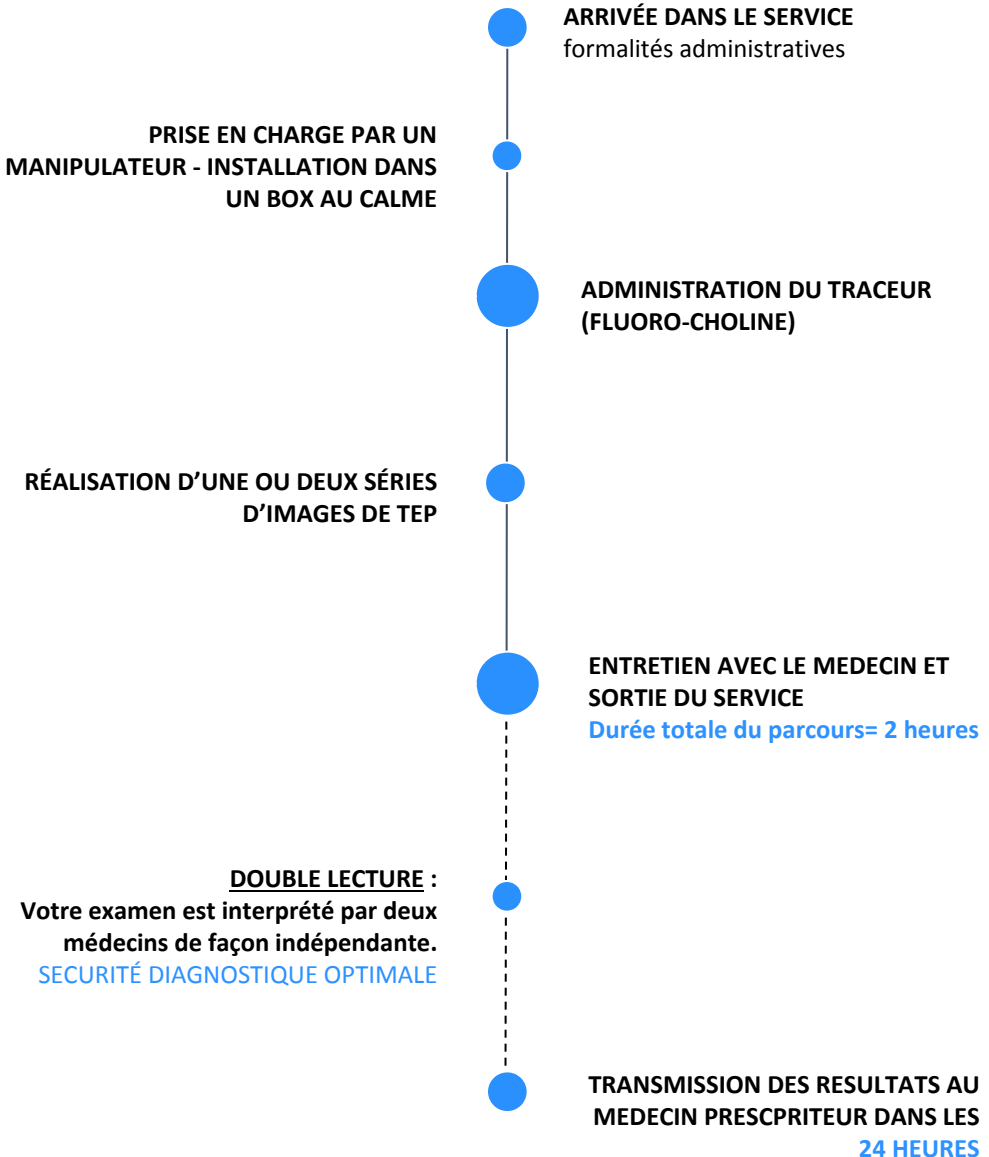 ARRIVÉE DANS LE SERVICE
formalités administratives
PRISE EN CHARGE PAR UN
MANIPULATEUR - INSTALLATION DANS
UN BOX AU CALME
ADMINISTRATION DU TRACEUR
(FLUORO-CHOLINE)
RÉALISATION D’UNE OU DEUX SÉRIES
D’IMAGES DE TEP
ENTRETIEN AVEC LE MEDECIN ET
SORTIE DU SERVICE
Durée totale du parcours= 2 heures
DOUBLE LECTURE :
Votre examen est interprété par deux
médecins de façon indépendante.
SECURITÉ DIAGNOSTIQUE OPTIMALE
TRANSMISSION DES RESULTATS AU
MEDECIN PRESCPRITEUR DANS LES
24 HEURES